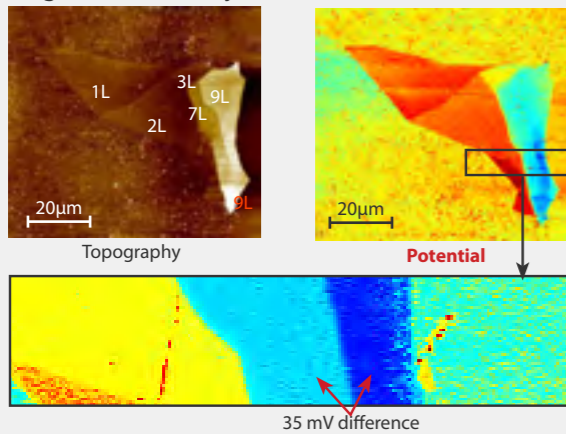 1L
3L
9L
7L
2L
9L
20µm
20µm
Topography
Potential
35 mV difference